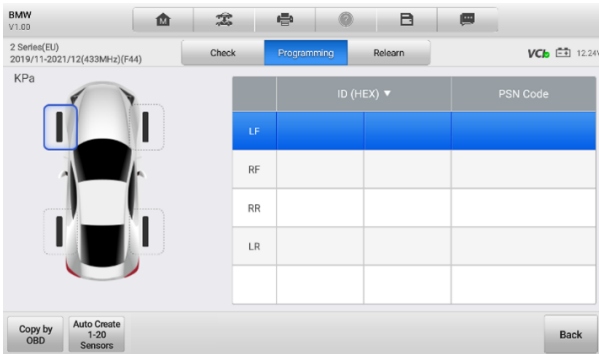 BMW
V1.00
2 Series(EU)
2019/11-2021/12(433MHz)(F44)
Check
Programming
Relearn
VCI
12.24V
KPa
ID (HEX) ▼
PSN Code
LF
RF
RR
LR
Copy by
OBD
Auto Create
1-20
Sensors
Back